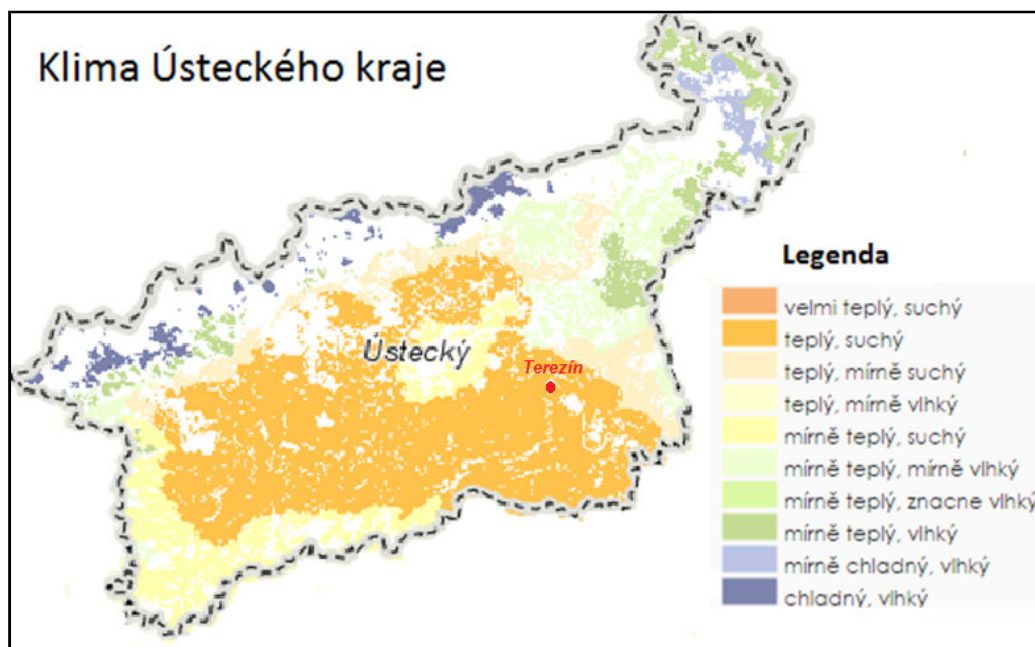 Klima Ústeckého kraje
Ústecký
Terezín
Legenda
velmi teplý, suchý
teplý, suchý
teplý, mírně suchý
teplý, mírně vlhký
mírně teplý, suchý
mírně teplý, mírně vlhký
mírně teplý, znacne vlhký
mírně teplý, vlhký
mírně chladný, vlhký
chladný, vlhký